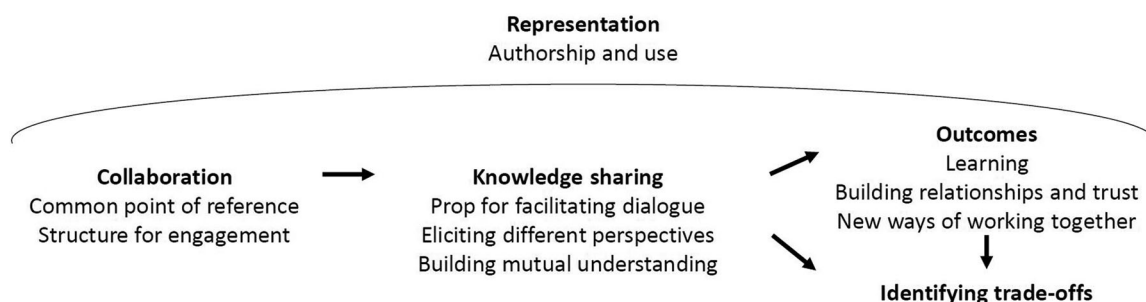 Representation
Authorship and use
Collaboration
Common point of reference
Structure for engagement
Knowledge sharing
Prop for facilitating dialogue
Eliciting different perspectives
Building mutual understanding
Outcomes
Learning
Building relationships and trust
New ways of working together
Identifying trade-offs